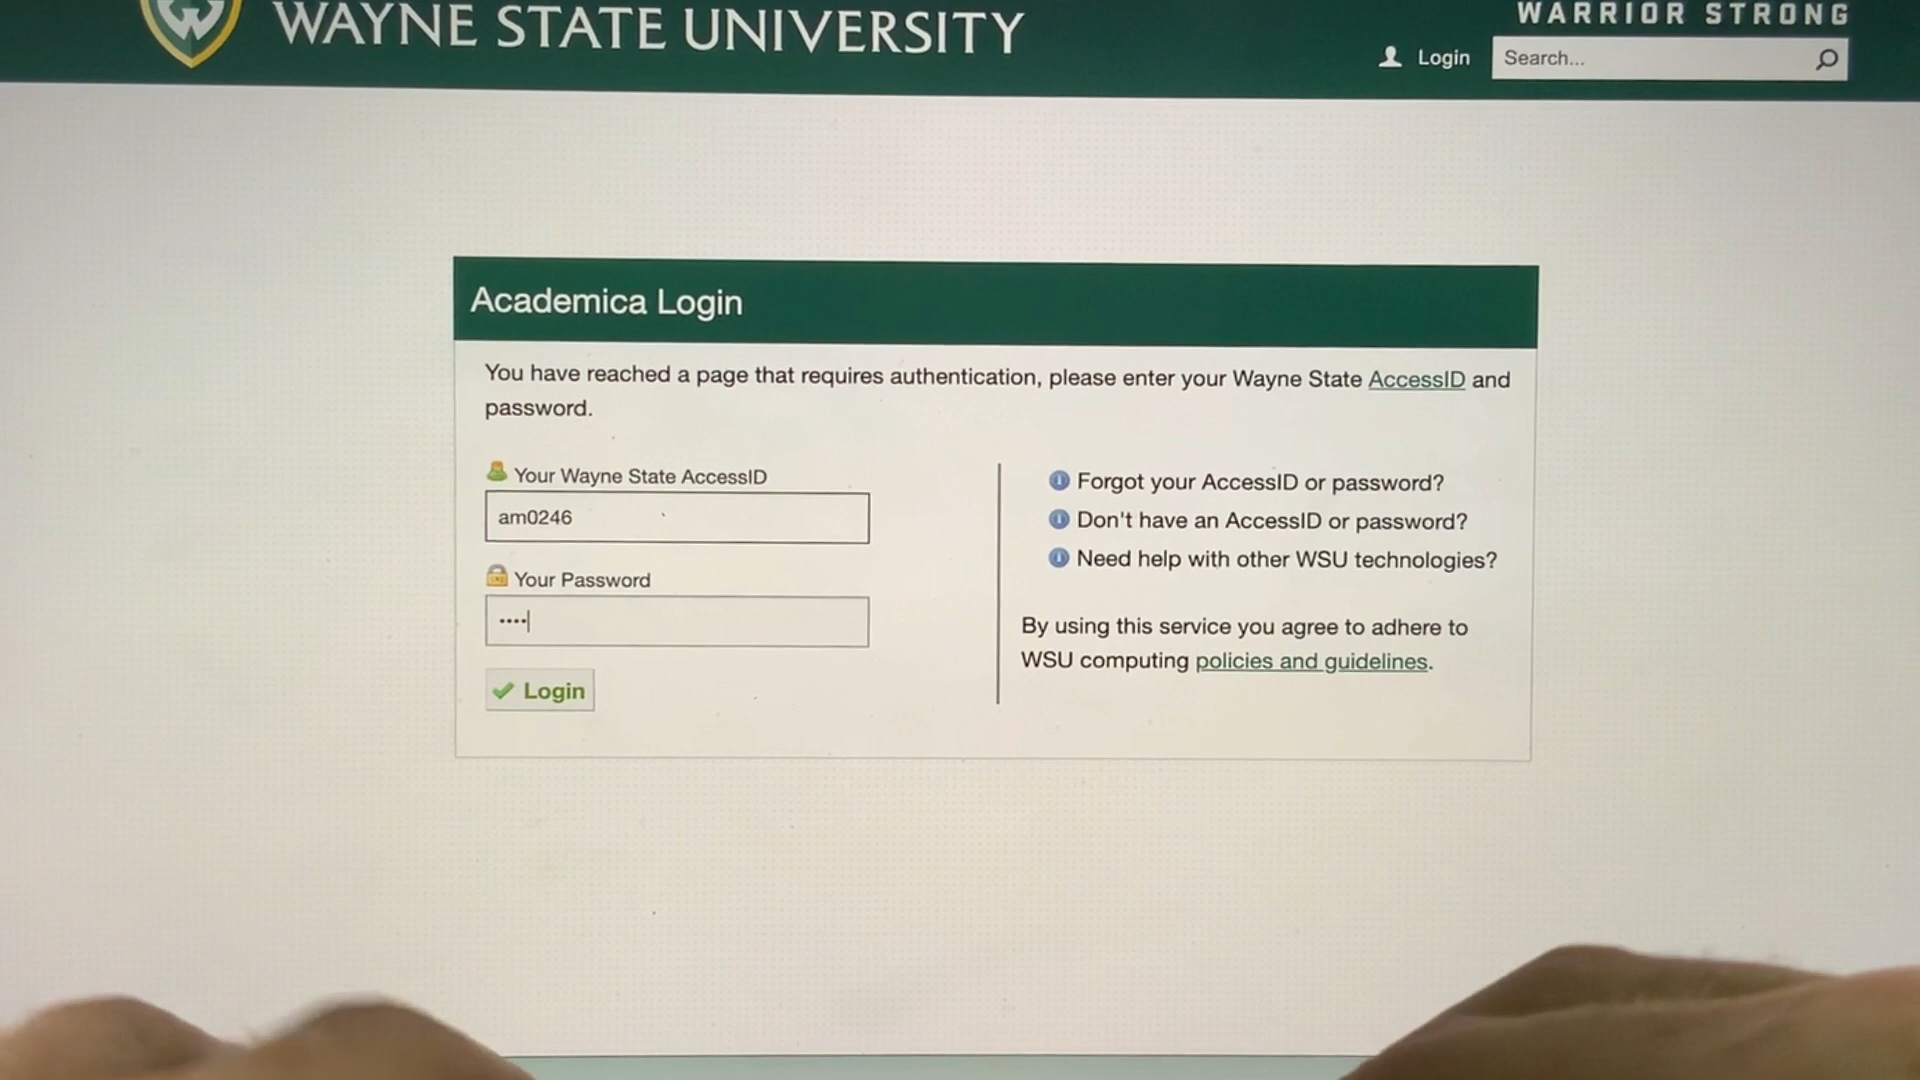 WAYNE STATE UNIVERSITY
WARRIOR STRONG
Login
Search...
Academica Login
You have reached a page that requires authentication, please enter your Wayne State AccessID and
password.
Your Wayne State AccessID
am0246
Your Password
••••
Login
Forgot your AccessID or password?
Don't have an AccessID or password?
Need help with other WSU technologies?
By using this service you agree to adhere to
WSU computing policies and guidelines.